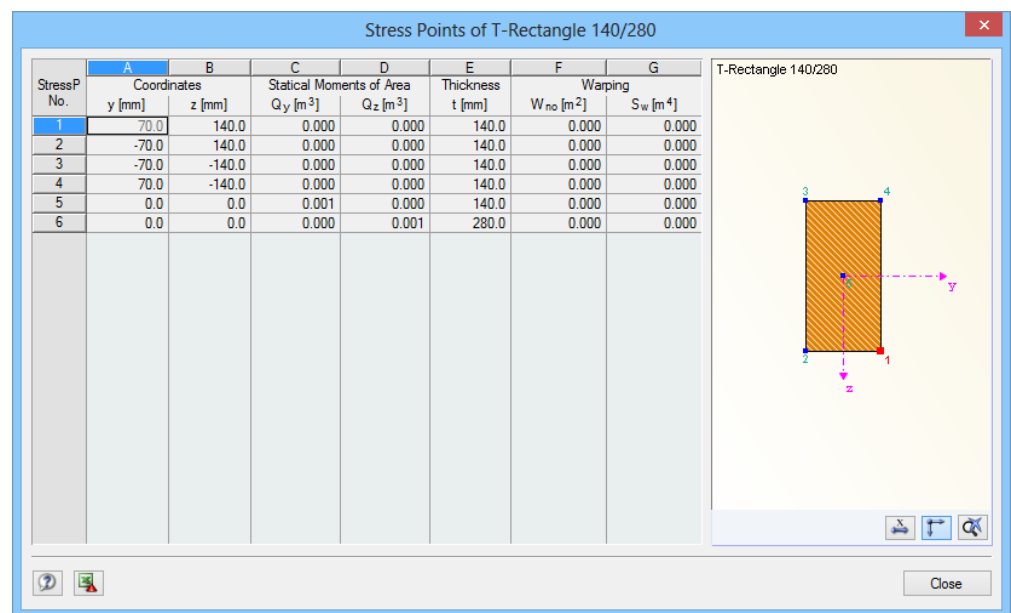 Stress Points of T-Rectangle 140/280
A B C D E F G
StressP Coordinates Statical Moments of Area Thickness Warping
No. y [mm] z [mm] Qy [m³] Qz [m³] t [mm] Wno [m²] Sw [m⁴]
1 70.0 140.0 0.000 0.000 140.0 0.000 0.000
2 -70.0 140.0 0.000 0.000 140.0 0.000 0.000
3 -70.0 -140.0 0.000 0.000 140.0 0.000 0.000
4 70.0 -140.0 0.000 0.000 140.0 0.000 0.000
5 0.0 0.0 0.001 0.000 140.0 0.000 0.000
6 0.0 0.0 0.000 0.001 280.0 0.000 0.000
T-Rectangle 140/280
3 4
y
2 1
z
Close